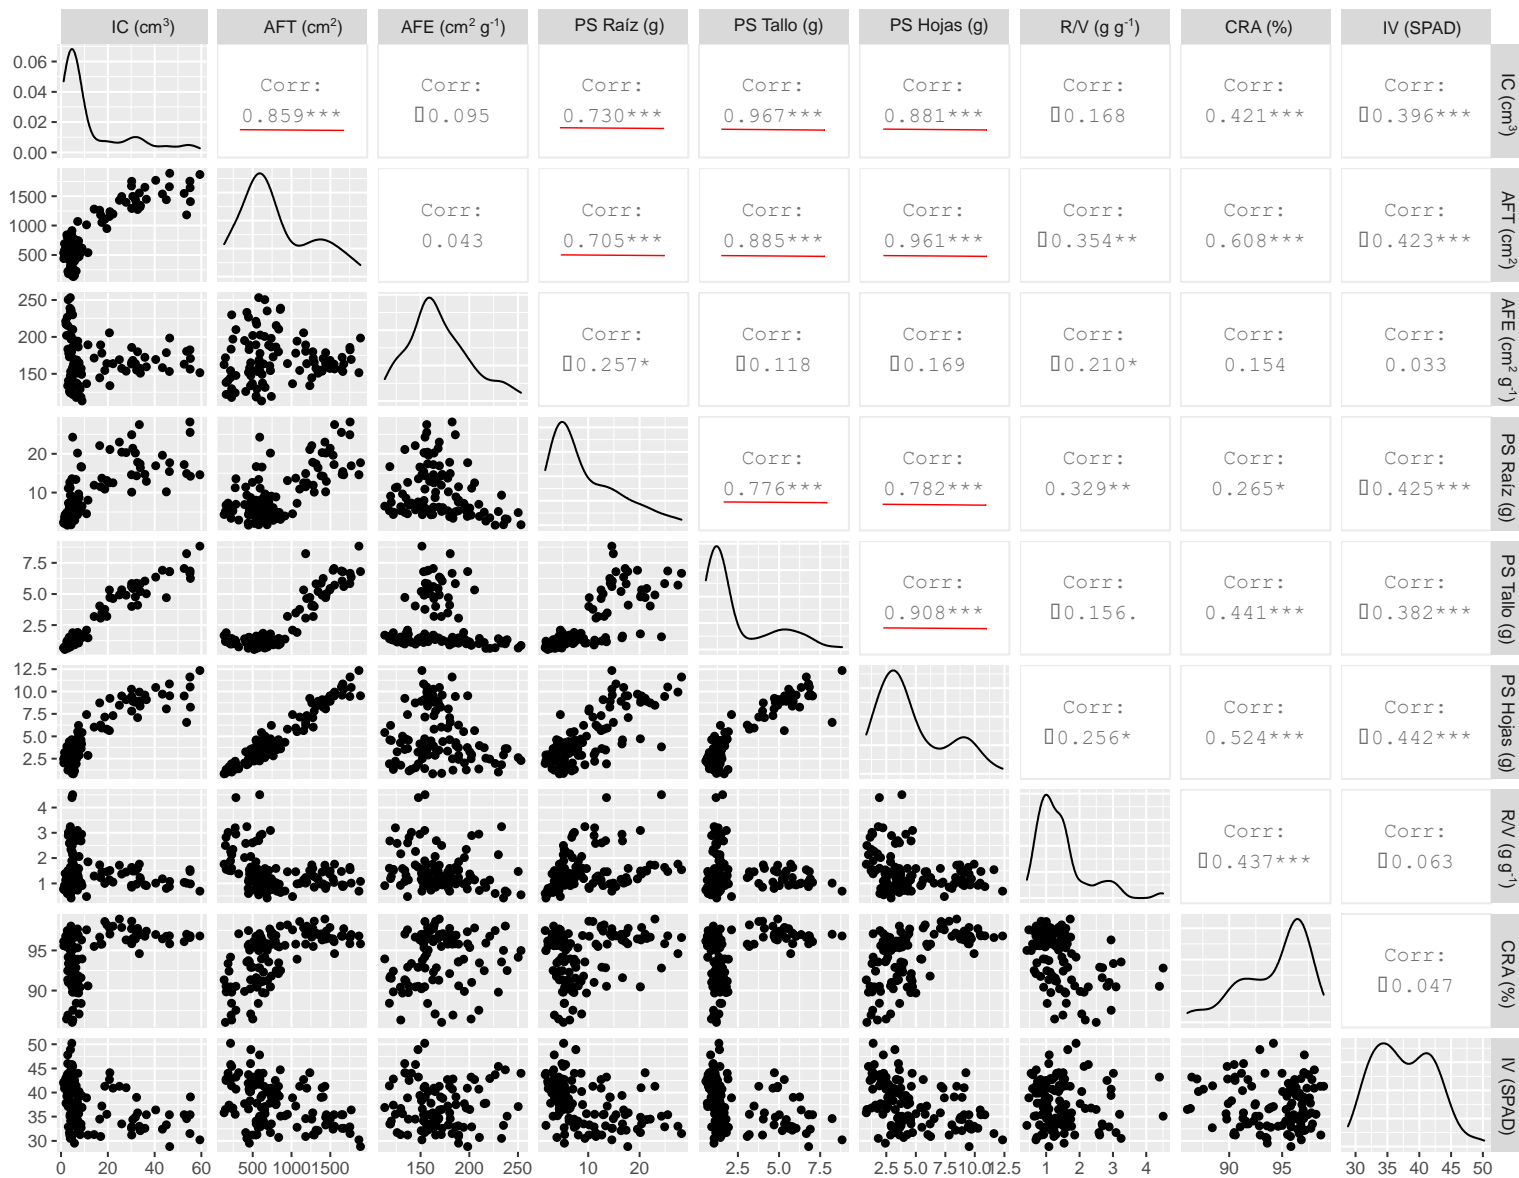 IC (cm³) AFT (cm²) AFE (cm² g⁻¹) PS Raíz (g) PS Tallo (g) PS Hojas (g) R/V (g g⁻¹) CRA (%) IV (SPAD)
0.06
0.04
0.02
0.00
Corr: Corr: Corr: Corr: Corr: Corr: Corr: Corr:
0.859*** ▯0.095 0.730*** 0.967*** 0.881*** ▯0.168 0.421*** ▯0.396***
IC (cm³)
1500
1000
500
Corr: Corr: Corr: Corr: Corr: Corr: Corr:
0.043 0.705*** 0.885*** 0.961*** ▯0.354** 0.608*** ▯0.423***
AFT (cm²)
250
200
150
Corr: Corr: Corr: Corr: Corr: Corr:
▯0.257* ▯0.118 ▯0.169 ▯0.210* 0.154 0.033
AFE (cm² g⁻¹)
20
10
Corr: Corr: Corr: Corr: Corr:
0.776*** 0.782*** 0.329** 0.265* ▯0.425***
PS Raíz (g)
7.5
5.0
2.5
Corr: Corr: Corr: Corr:
0.908*** ▯0.156. 0.441*** ▯0.382***
PS Tallo (g)
12.5
10.0
7.5
5.0
2.5
Corr: Corr: Corr:
▯0.256* 0.524*** ▯0.442***
PS Hojas (g)
4
3
2
1
Corr: Corr:
▯0.437*** ▯0.063
R/V (g g⁻¹)
95
90
Corr:
▯0.047
CRA (%)
50
45
40
35
30
IV (SPAD)
0 20 40 60 500 1000 1500 150 200 250 10 20 2.5 5.0 7.5 2.5 5.0 7.5 10.0 12.5 1 2 3 4 90 95 30 35 40 45 50